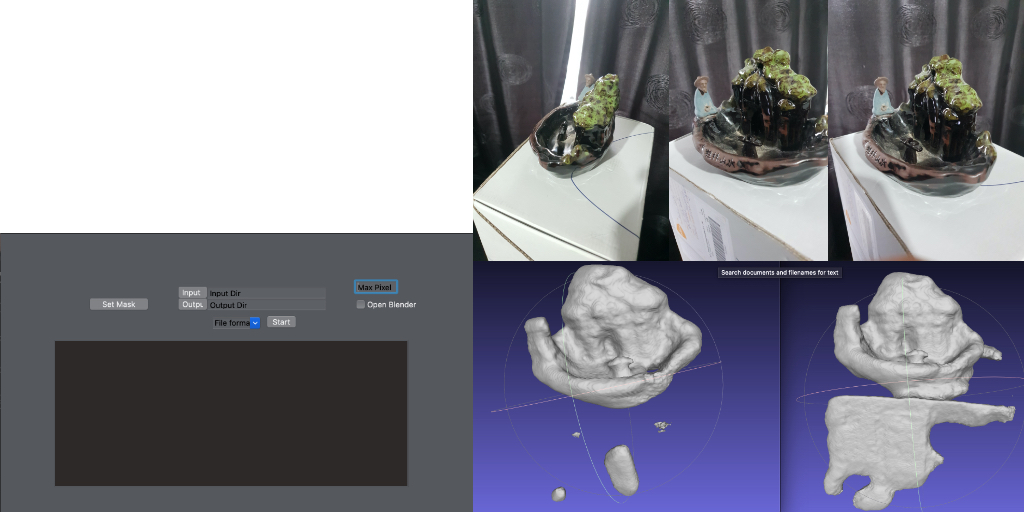 Search documents and filenames for text
Max Pixel
Input
Input Dir
Set Mask
Outpu
Output Dir
Open Blender
File forma
Start